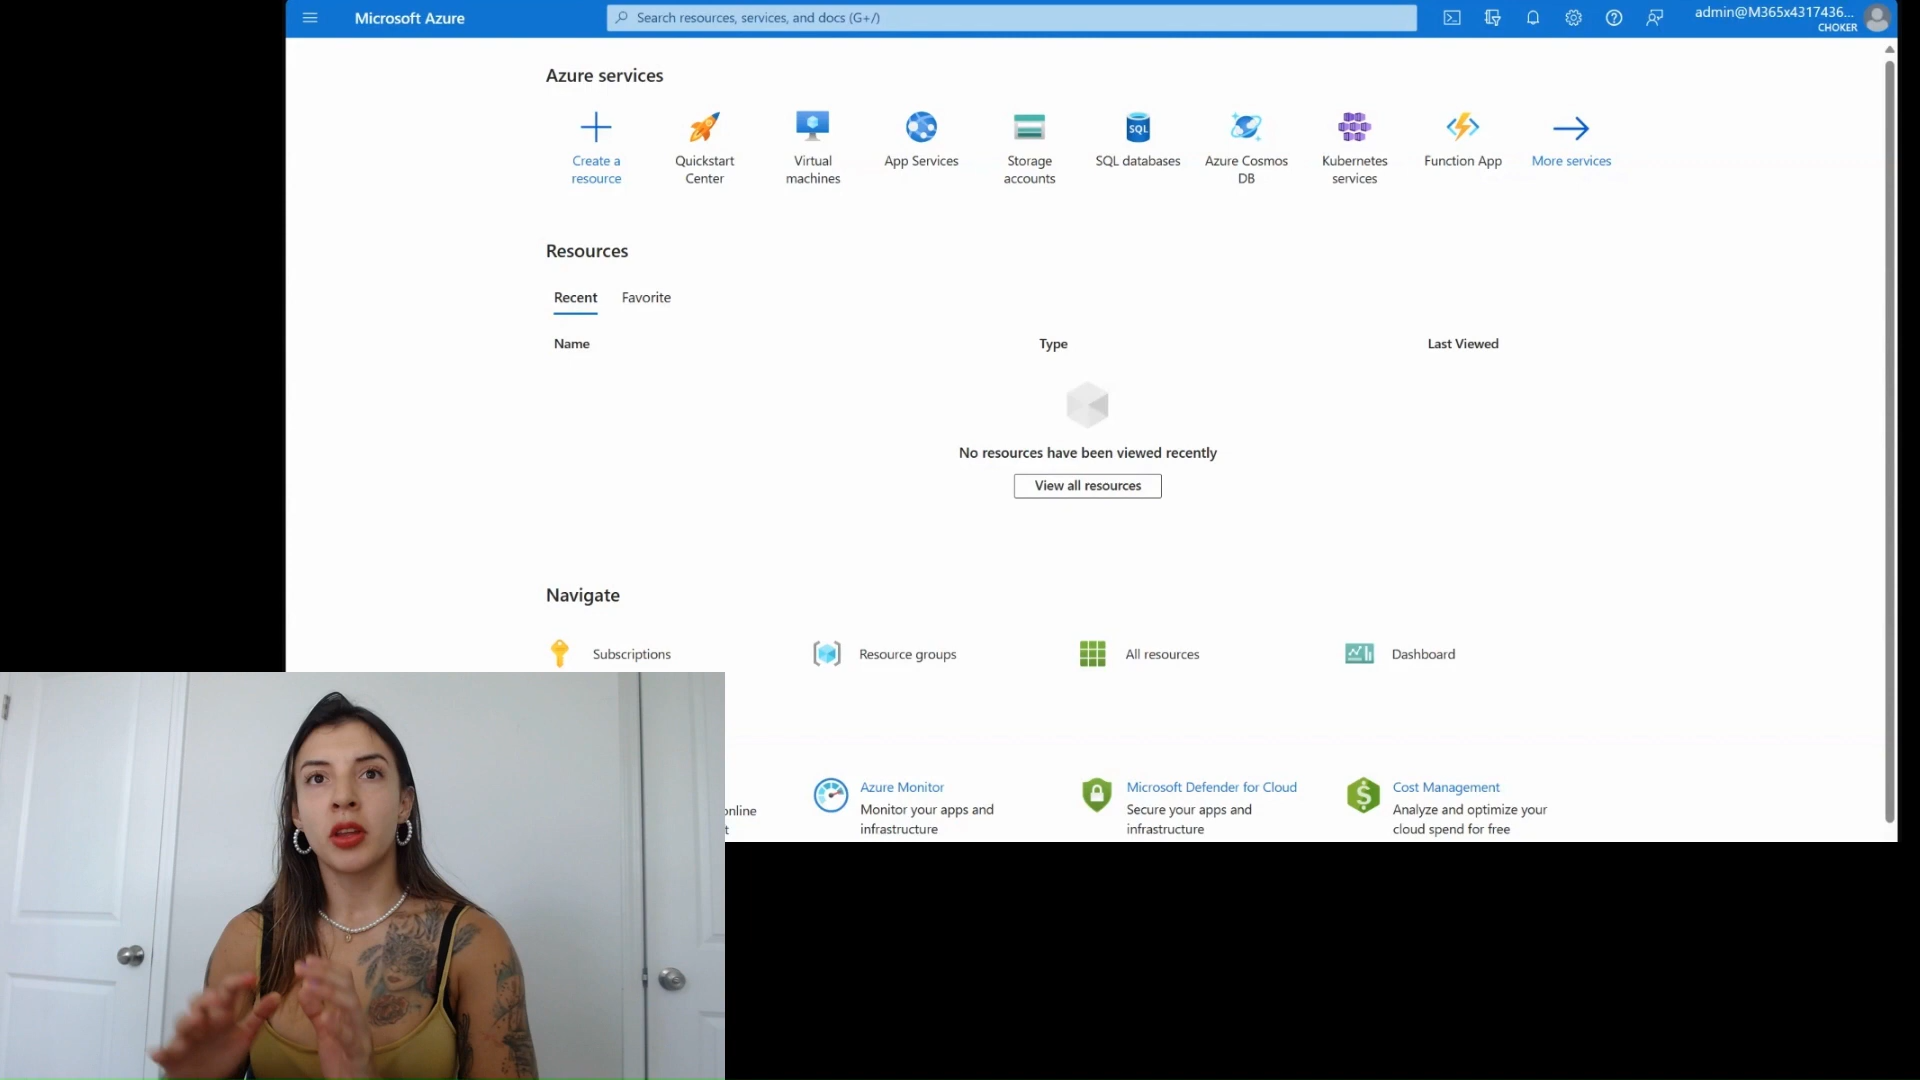 Microsoft Azure
Search resources, services, and docs (G+/)
admin@M365x4317436...
CHOKER
Azure services
Create a resource
Quickstart Center
Virtual machines
App Services
Storage accounts
SQL
SQL databases
Azure Cosmos DB
Kubernetes services
Function App
More services
Resources
Recent
Favorite
Name
Type
Last Viewed
No resources have been viewed recently
View all resources
Navigate
Subscriptions
Resource groups
All resources
Dashboard
Azure Monitor
Monitor your apps and
infrastructure
Microsoft Defender for Cloud
Secure your apps and
infrastructure
Cost Management
Analyze and optimize your
cloud spend for free